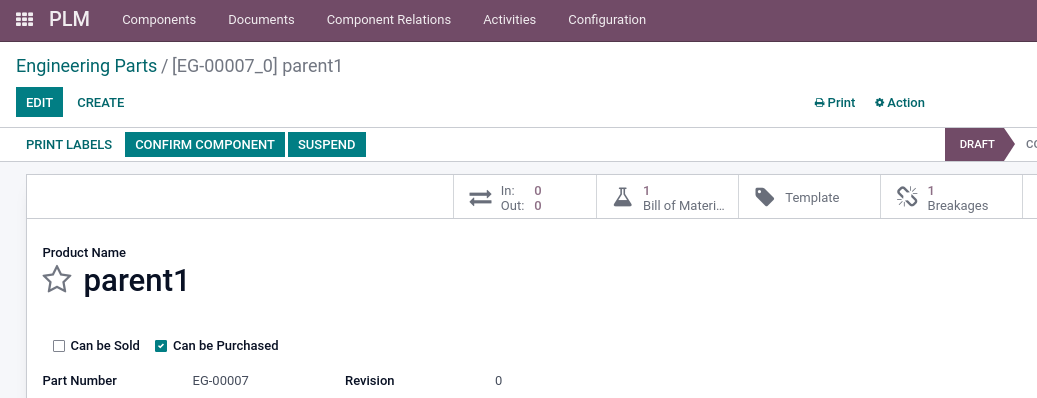 PLM Components Documents Component Relations Activities Configuration
Engineering Parts / [EG-00007_0] parent1
EDIT CREATE Print Action
PRINT LABELS CONFIRM COMPONENT SUSPEND DRAFT CO
In: 0
Out: 0
1
Bill of Materi...
Template
1
Breakages
Product Name
parent1
Can be Sold Can be Purchased
Part Number EG-00007 Revision 0